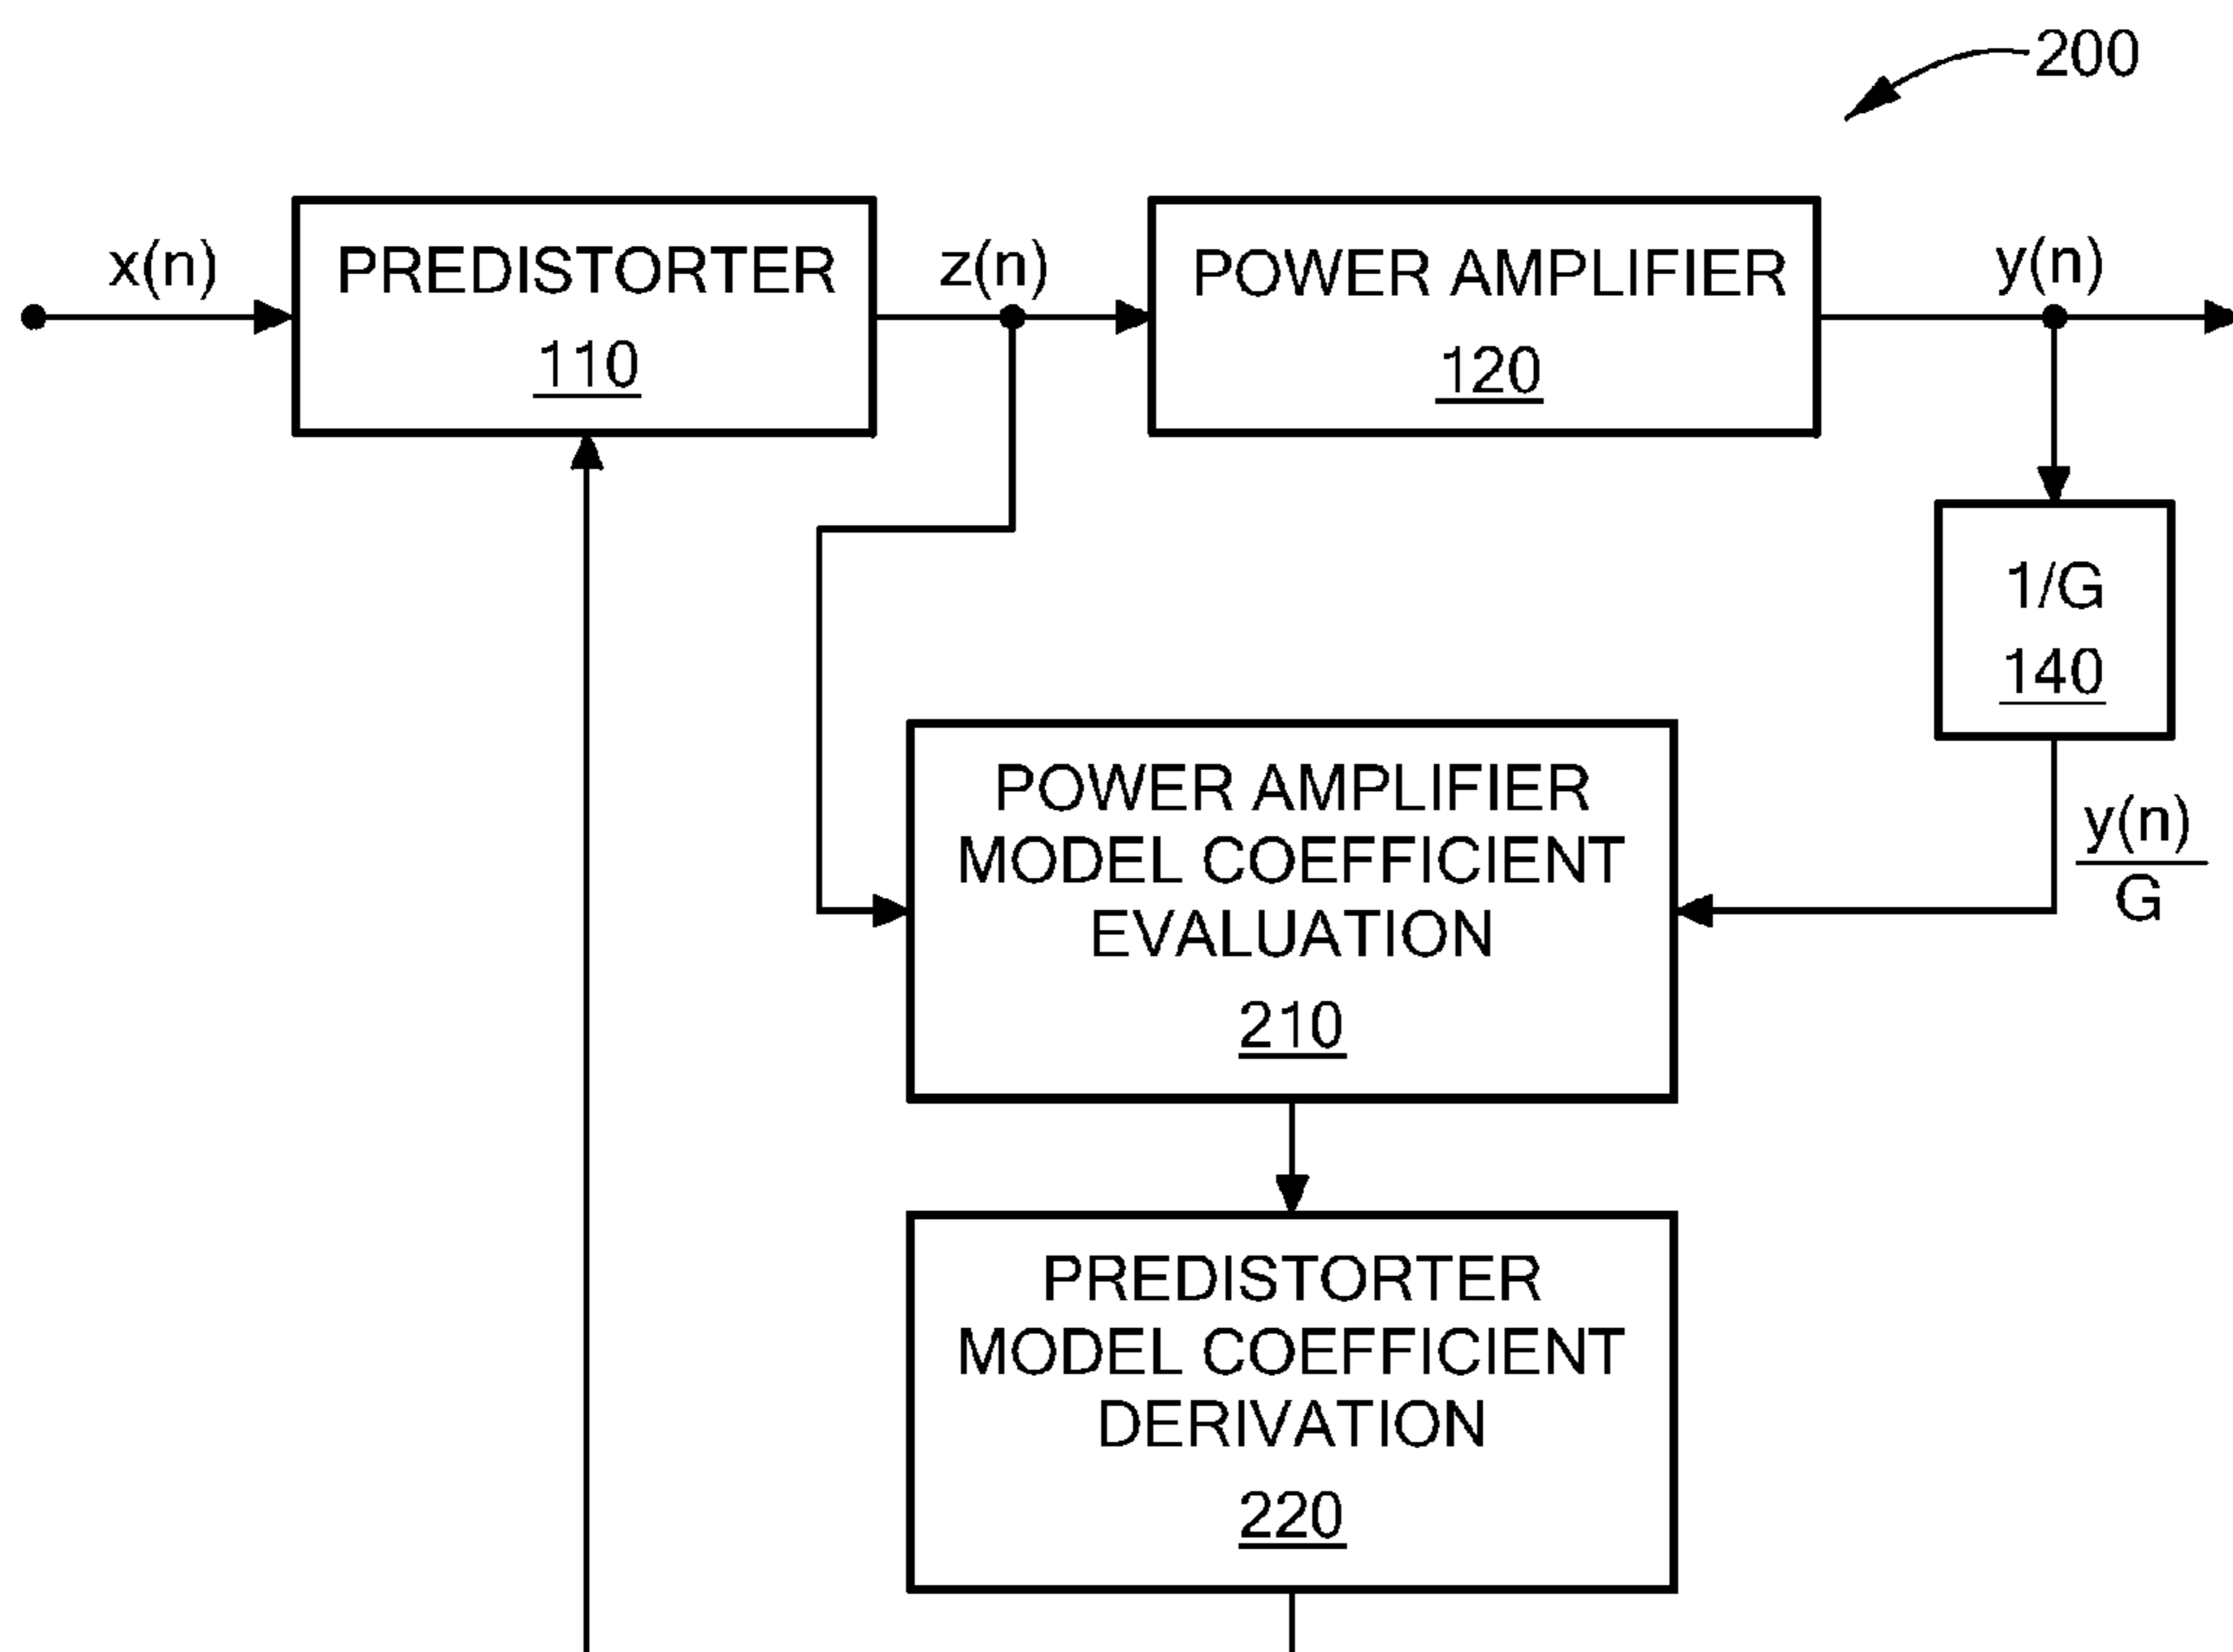 200
x(n)
PREDISTORTER
110
z(n)
POWER AMPLIFIER
120
y(n)
1/G
140
y(n)
G
POWER AMPLIFIER
MODEL COEFFICIENT
EVALUATION
210
PREDISTORTER
MODEL COEFFICIENT
DERIVATION
220